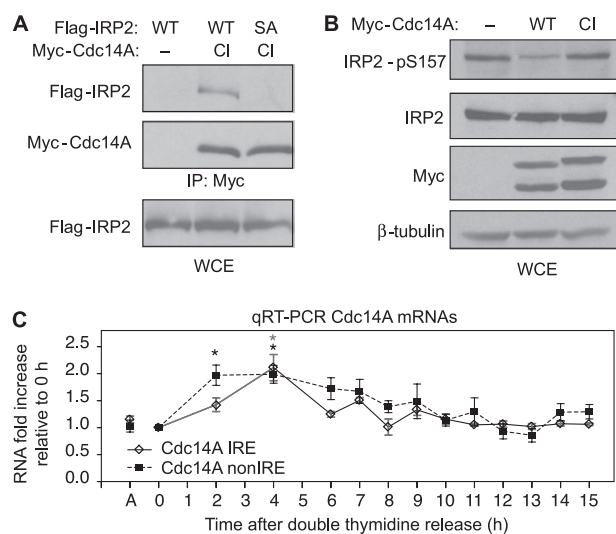 A
Flag-IRP2: WT WT SA
Myc-Cdc14A: – CI CI
Flag-IRP2
Myc-Cdc14A
IP: Myc
Flag-IRP2
WCE
B
Myc-Cdc14A: – WT CI
IRP2-pS157
IRP2
Myc
β-tubulin
WCE
C
qRT-PCR Cdc14A mRNAs
RNA fold increase
relative to 0 h
2.5
2.0
1.5
1.0
0.5
0.0
* * *
Cdc14A IRE
Cdc14A nonIRE
A 0 1 2 3 4 5 6 7 8 9 10 11 12 13 14 15
Time after double thymidine release (h)